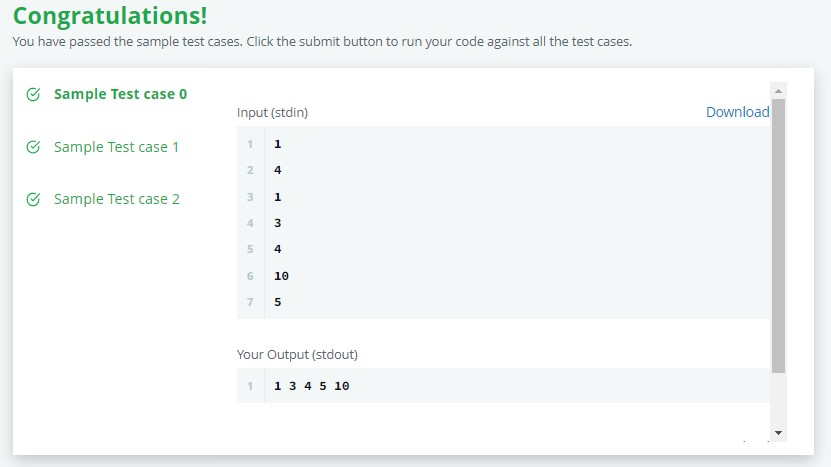 Congratulations!
You have passed the sample test cases. Click the submit button to run your code against all the test cases.
Sample Test case 0
Sample Test case 1
Sample Test case 2
Input (stdin)
Download
1 1
2 4
3 1
4 3
5 4
6 10
7 5
Your Output (stdout)
1 1 3 4 5 10